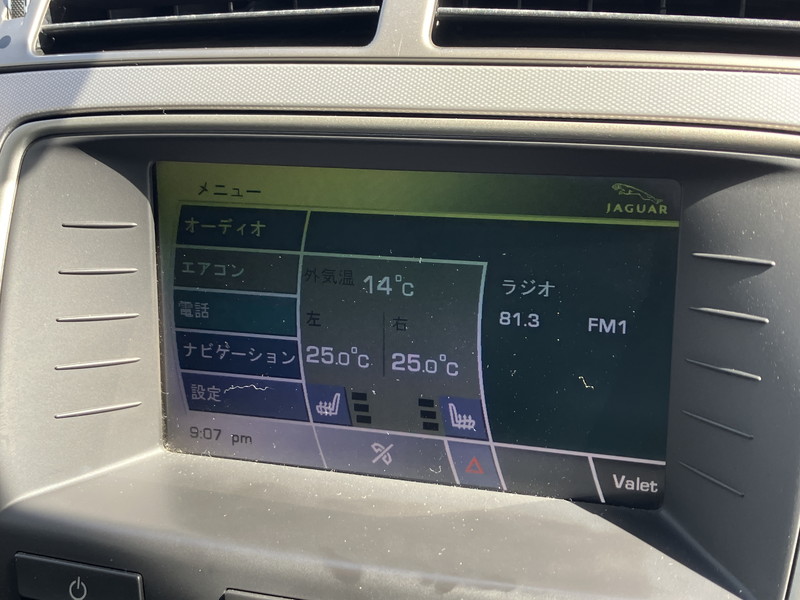 メニュー
JAGUAR
オーディオ
エアコン
外気温 14°C
ラジオ
電話
左 右
81.3 FM1
ナビゲーション
25.0°C 25.0°C
設定
9:07 pm
Valet